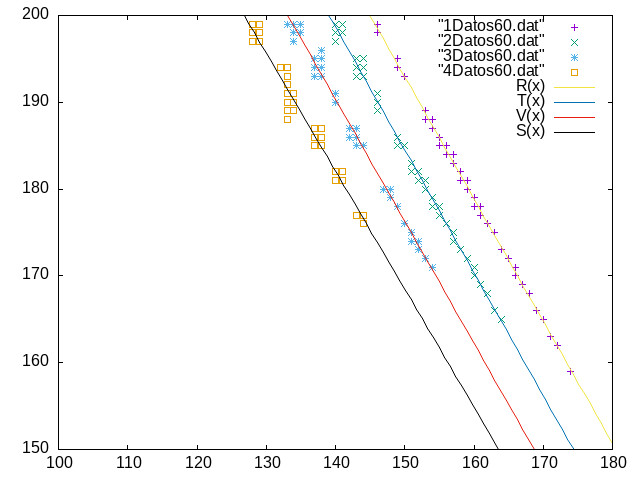 200
190
180
170
160
150
100
110
120
130
140
150
160
170
180
"1Datos60.dat"
"2Datos60.dat"
"3Datos60.dat"
"4Datos60.dat"
R(x)
T(x)
V(x)
S(x)